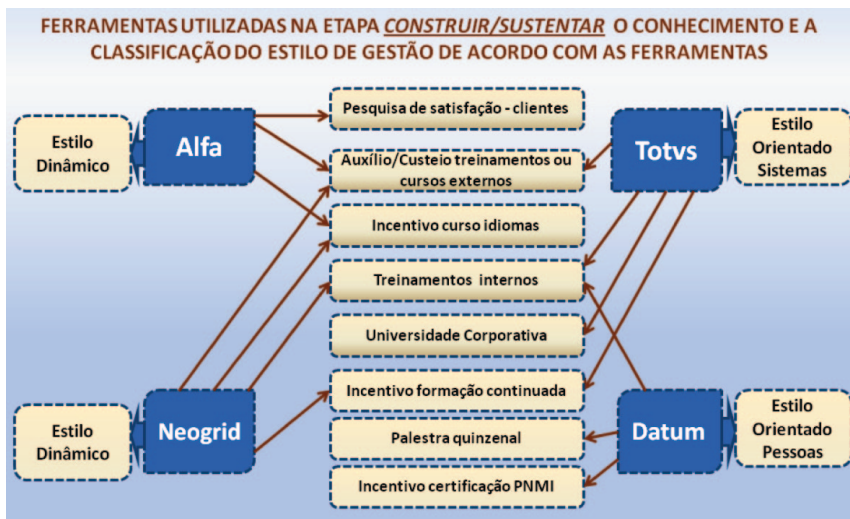 FERRAMENTAS UTILIZADAS NA ETAPA CONSTRUIR/SUSTENTAR O CONHECIMENTO E A
CLASSIFICAÇÃO DO ESTILO DE GESTÃO DE ACORDO COM AS FERRAMENTAS
Estilo
Dinâmico
Alfa
Pesquisa de satisfação - clientes
Auxílio/Custeio treinamentos ou
cursos externos
Incentivo curso idiomas
Treinamentos internos
Universidade Corporativa
Incentivo formação continuada
Palestra quinzenal
Incentivo certificação PNMI
Totvs
Estilo
Orientado
Sistemas
Estilo
Dinâmico
Neogrid
Datum
Estilo
Orientado
Pessoas